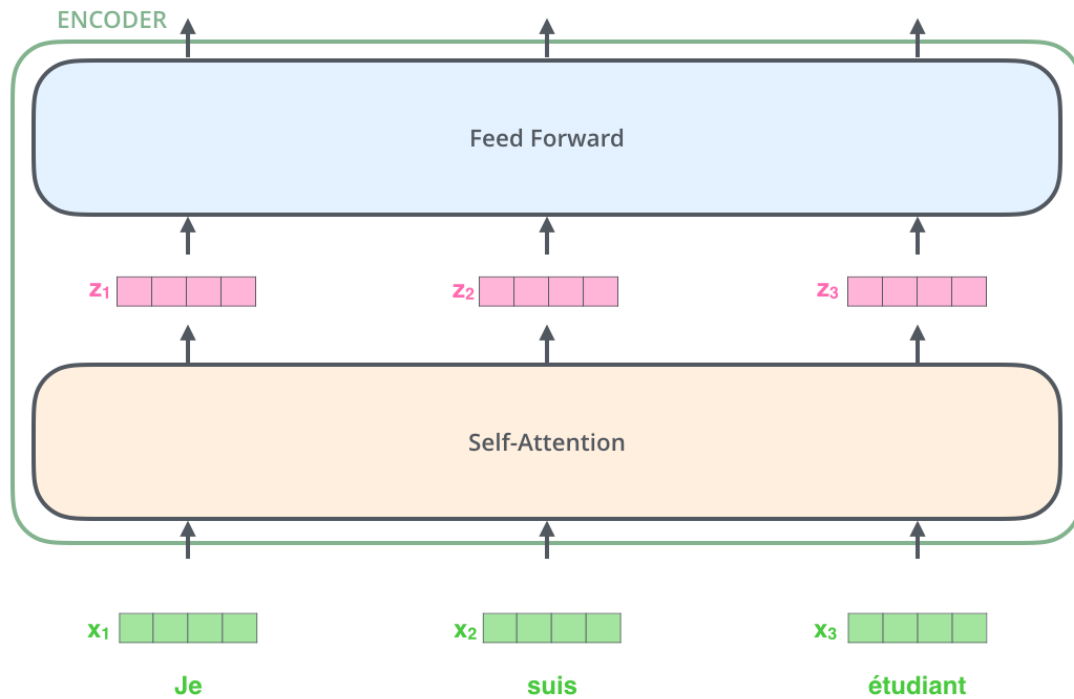 ENCODER
Feed Forward
z₁ z₂ z₃
Self-Attention
x₁ x₂ x₃
Je suis étudiant